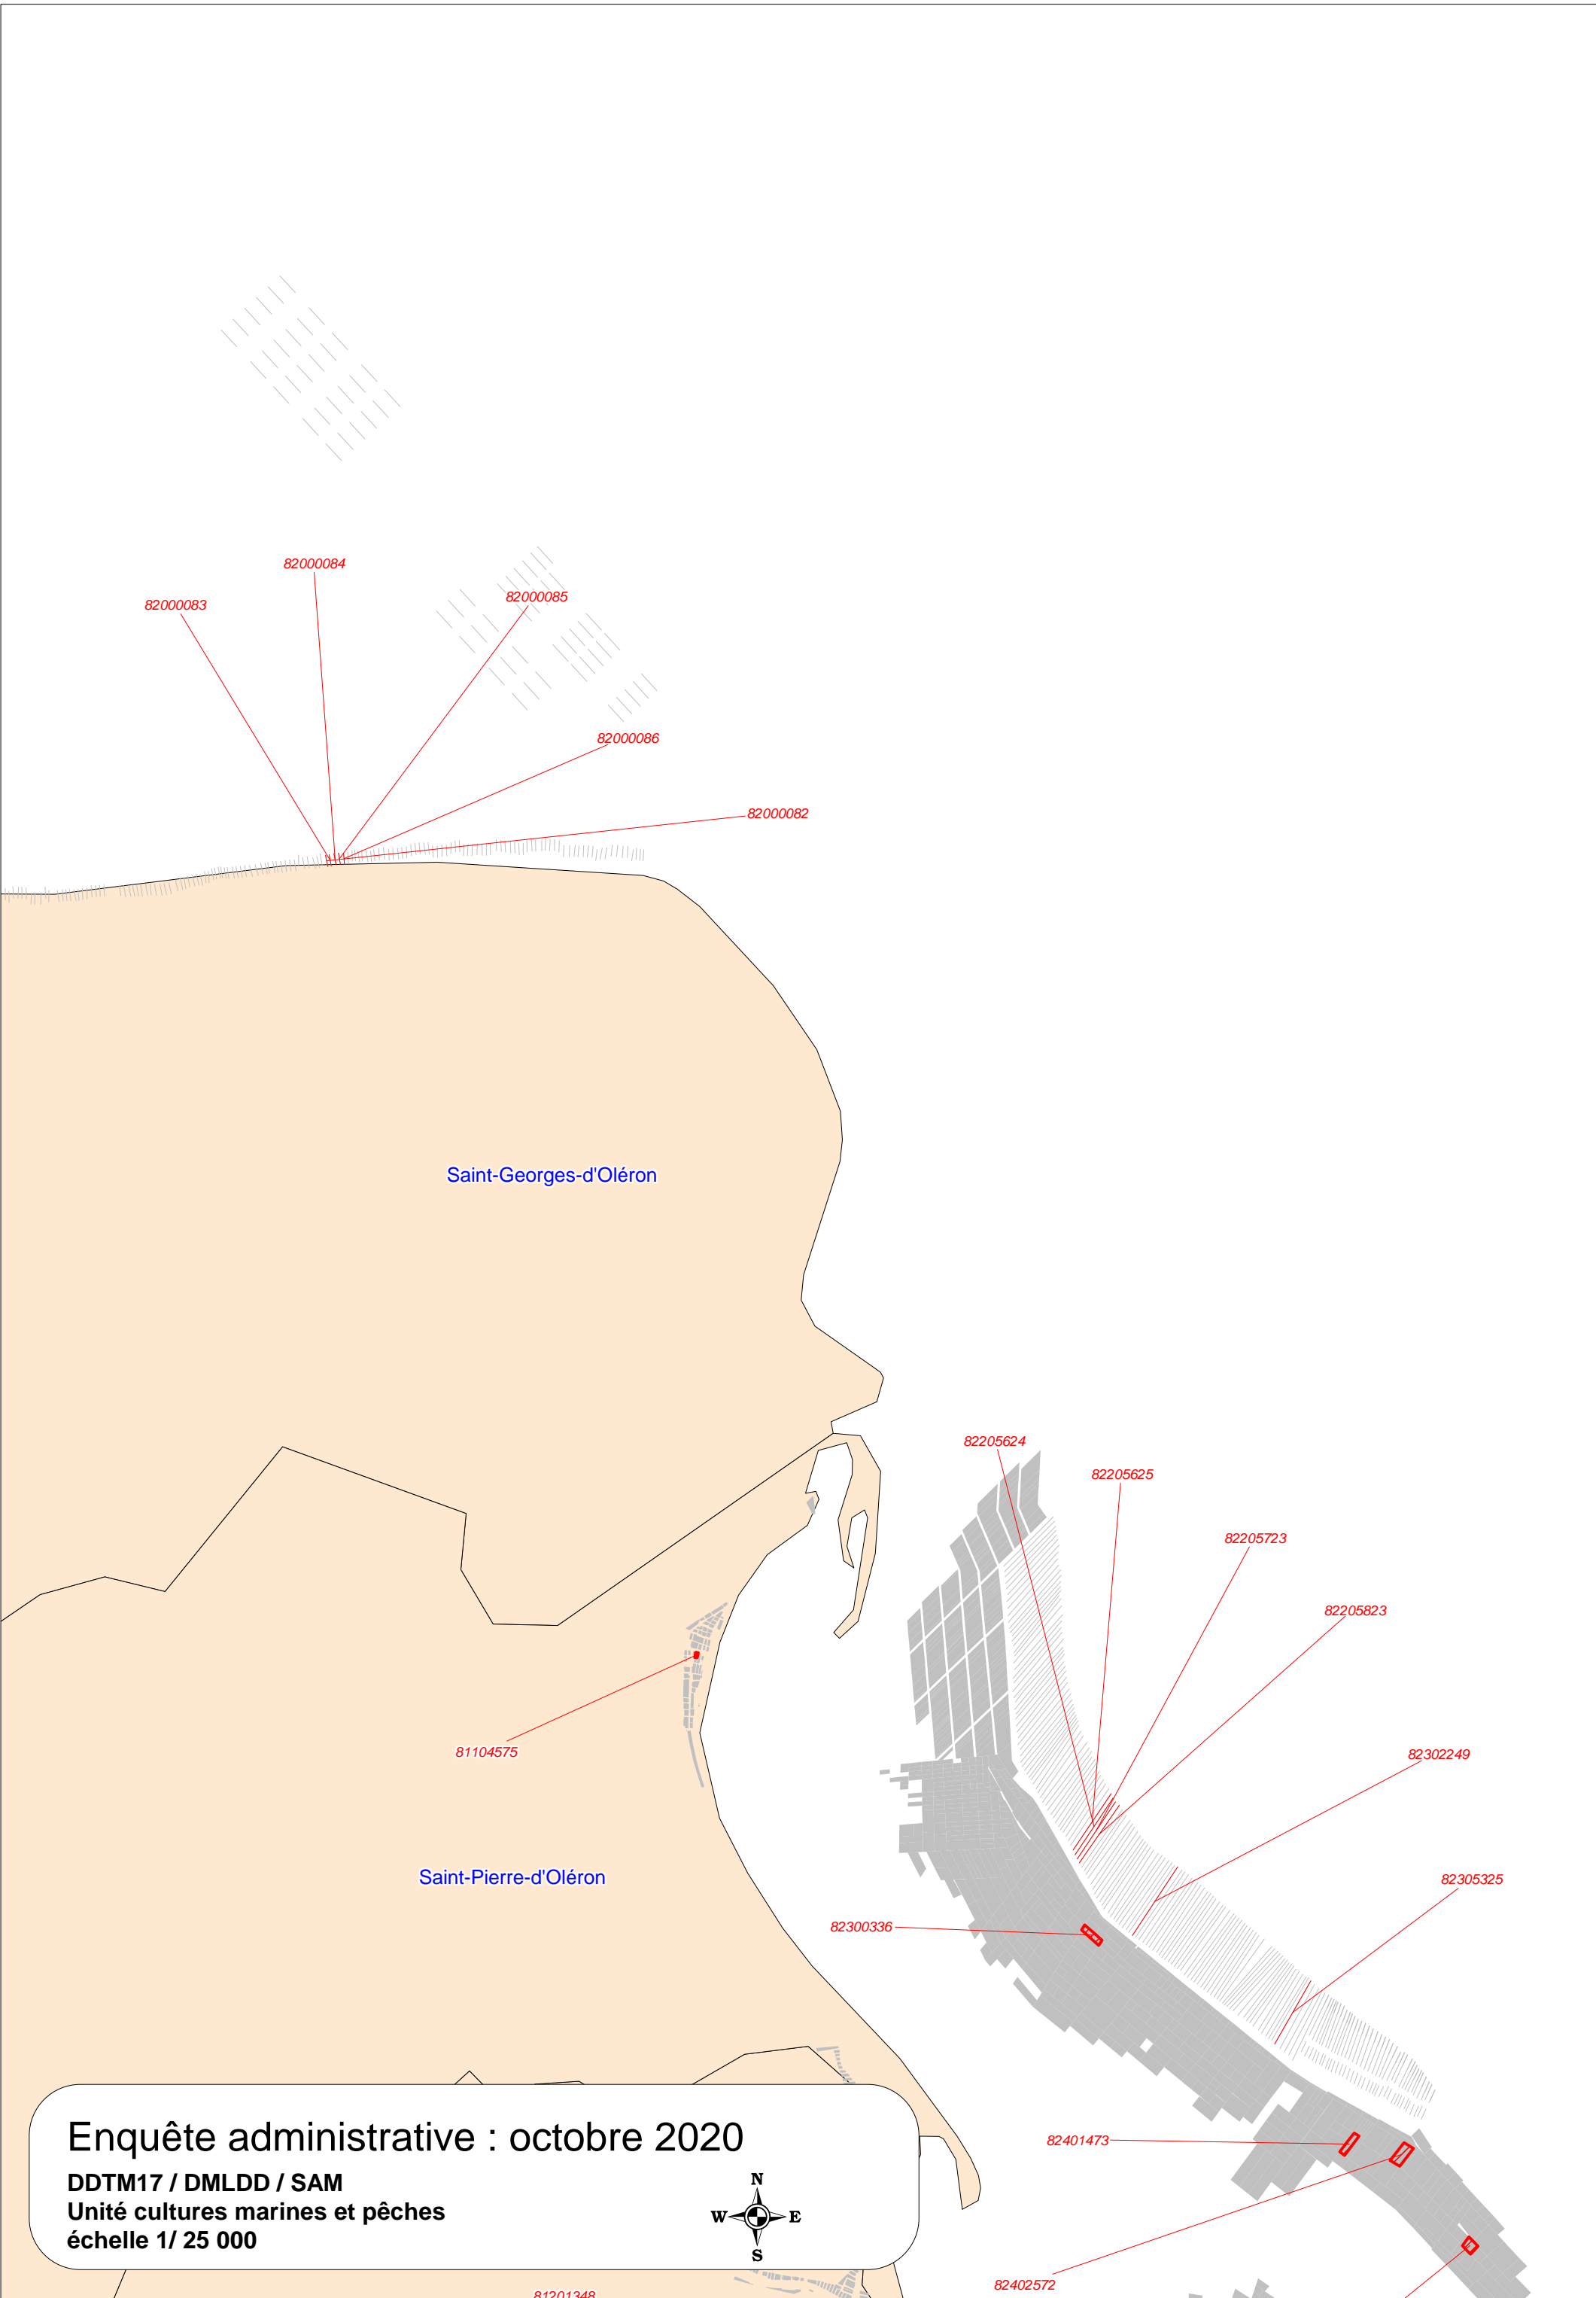 82000084
82000083
82000085
82000086
82000082
Saint-Georges-d'Oléron
82205624
82205625
82205723
82205823
81104575
82302249
Saint-Pierre-d'Oléron
82305325
82300336
Enquête administrative : octobre 2020
DDTM17 / DMLDD / SAM
Unité cultures marines et pêches
échelle 1/ 25 000
N
W E
S
82401473
82402572
81201348